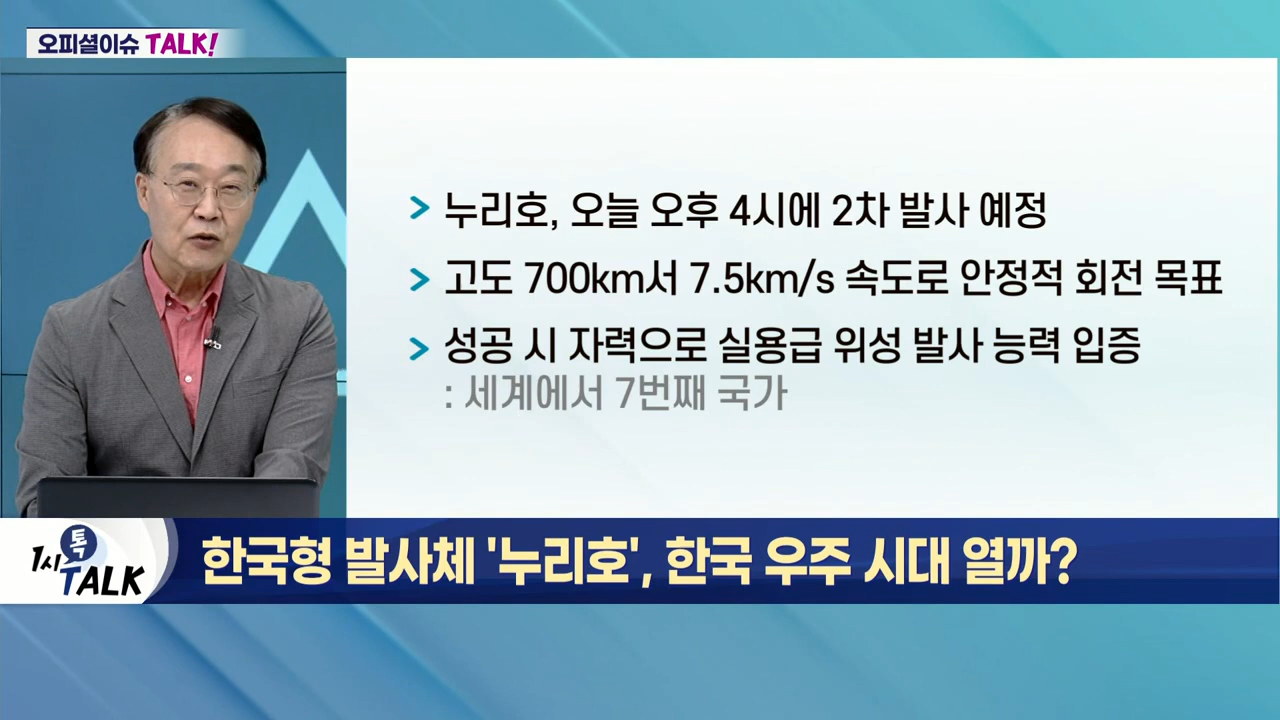 오피셜이슈 TALK!
> 누리호, 오늘 오후 4시에 2차 발사 예정
> 고도 700km서 7.5km/s 속도로 안정적 회전 목표
> 성공 시 자력으로 실용급 위성 발사 능력 입증
: 세계에서 7번째 국가
1시 톡 TALK
한국형 발사체 '누리호', 한국 우주 시대 열까?